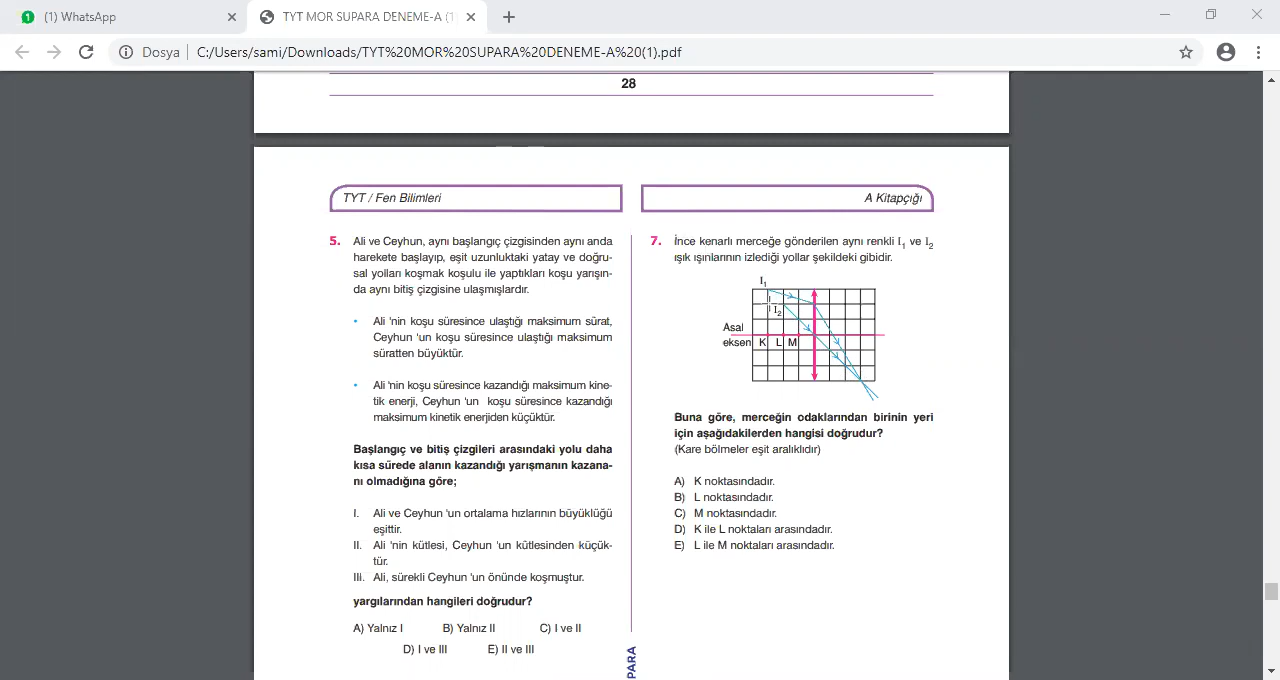 (1) WhatsApp
TYT MOR SUPARA DENEME-A (1
Dosya
C:/Users/sami/Downloads/TYT%20MOR%20SUPARA%20DENEME-A%20(1).pdf
28
TYT / Fen Bilimleri
A Kitapçığı
5. Ali ve Ceyhun, aynı başlangıç çizgisinden aynı anda
harekete başlayıp, eşit uzunluktaki yatay ve doğru-
sal yolları koşmak koşulu ile yaptıkları koşu yarışın-
da aynı bitiş çizgisine ulaşmışlardır.
• Ali 'nin koşu süresince ulaştığı maksimum sürat,
Ceyhun 'un koşu süresince ulaştığı maksimum
süratten büyüktür.
• Ali 'nin koşu süresince kazandığı maksimum kine-
tik enerji, Ceyhun 'un koşu süresince kazandığı
maksimum kinetik enerjiden küçüktür.
Başlangıç ve bitiş çizgileri arasındaki yolu daha
kısa sürede alanın kazandığı yarışmanın kazana-
nı olmadığına göre;
I. Ali ve Ceyhun 'un ortalama hızlarının büyüklüğü
eşittir.
II. Ali 'nin kütlesi, Ceyhun 'un kütlesinden küçük-
tür.
III. Ali, sürekli Ceyhun 'un önünde koşmuştur.
yargılarından hangileri doğrudur?
A) Yalnız I B) Yalnız II C) I ve II
D) I ve III E) II ve III
PARA
7. İnce kenarlı merceğe gönderilen aynı renkli I1 ve I2
ışık ışınlarının izlediği yollar şekildeki gibidir.
I1
I2
Asal
eksen K L M
Buna göre, merceğin odaklarından birinin yeri
için aşağıdakilerden hangisi doğrudur?
(Kare bölmeler eşit aralıklıdır)
A) K noktasındadır.
B) L noktasındadır.
C) M noktasındadır.
D) K ile L noktaları arasındadır.
E) L ile M noktaları arasındadır.